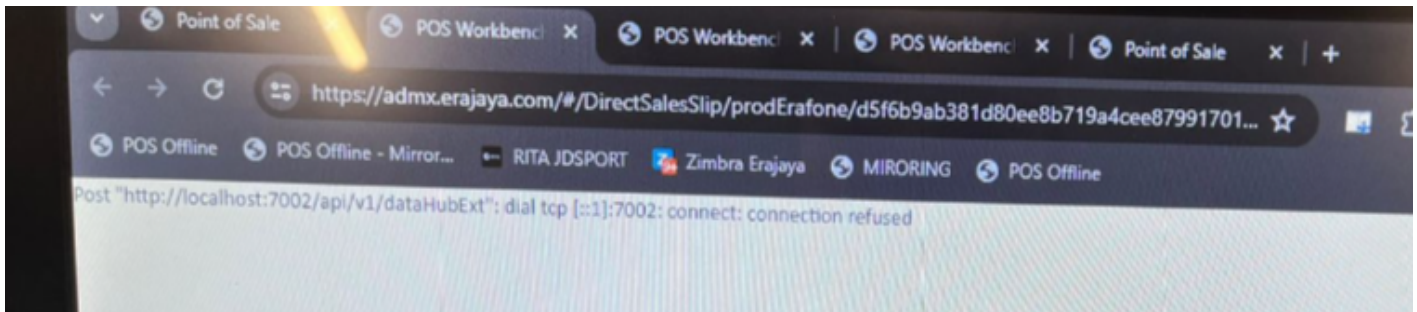 Point of Sale × POS Workbenc × POS Workbenc × POS Workbenc × Point of Sale × +
https://admx.erajaya.com/#/DirectSalesSlip/prodErafone/d5f6b9ab381d80ee8b719a4cee87991701...
POS Offline POS Offline - Mirror... RITA JDSPORT Zimbra Erajaya MIRORING POS Offline
Post "http://localhost:7002/api/v1/dataHubExt": dial tcp [::1]:7002: connect: connection refused